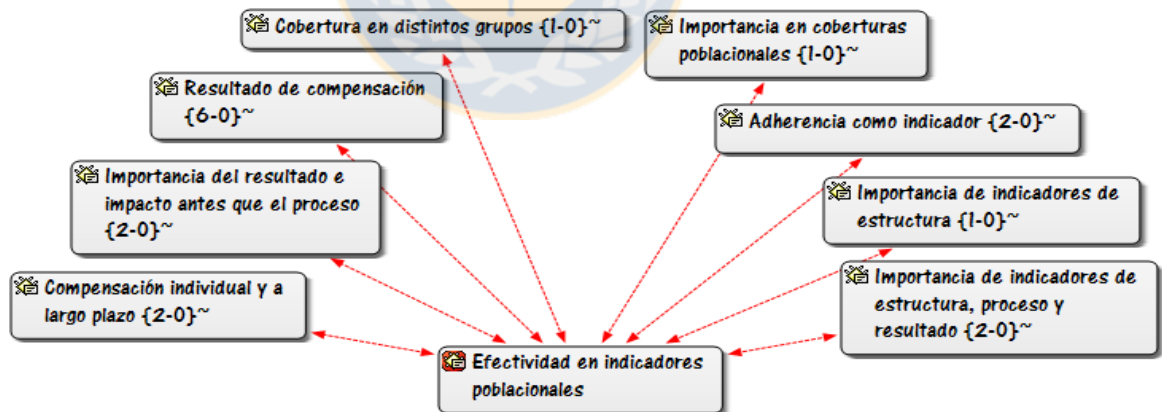 Cobertura en distintos grupos {1-0}~
Importancia en coberturas
poblacionales {1-0}~
Resultado de compensación
{6-0}~
Adherencia como indicador {2-0}~
Importancia del resultado e
impacto antes que el proceso
{2-0}~
Importancia de indicadores de
estructura {1-0}~
Compensación individual y a
largo plazo {2-0}~
Importancia de indicadores de
estructura, proceso y
resultado {2-0}~
Efectividad en indicadores
poblacionales